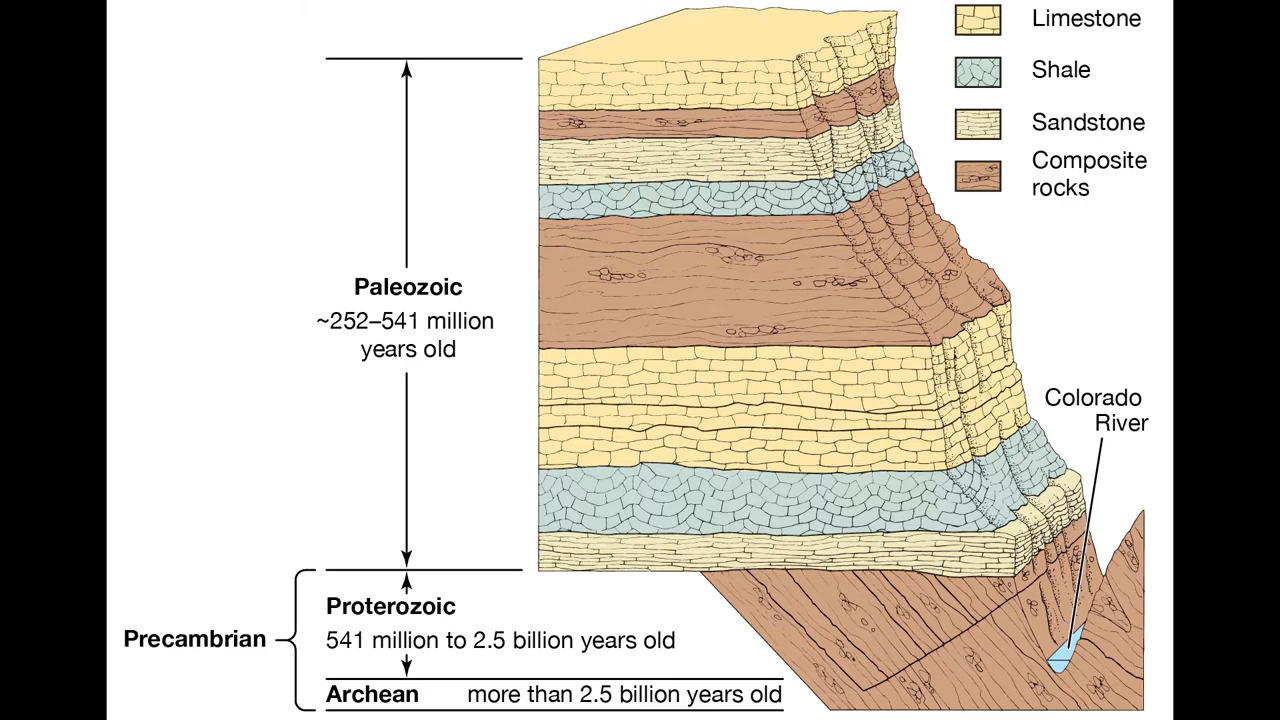 Limestone
Shale
Sandstone
Composite
rocks
Paleozoic
~252–541 million
years old
Colorado
River
Proterozoic
541 million to 2.5 billion years old
Precambrian
Archean more than 2.5 billion years old